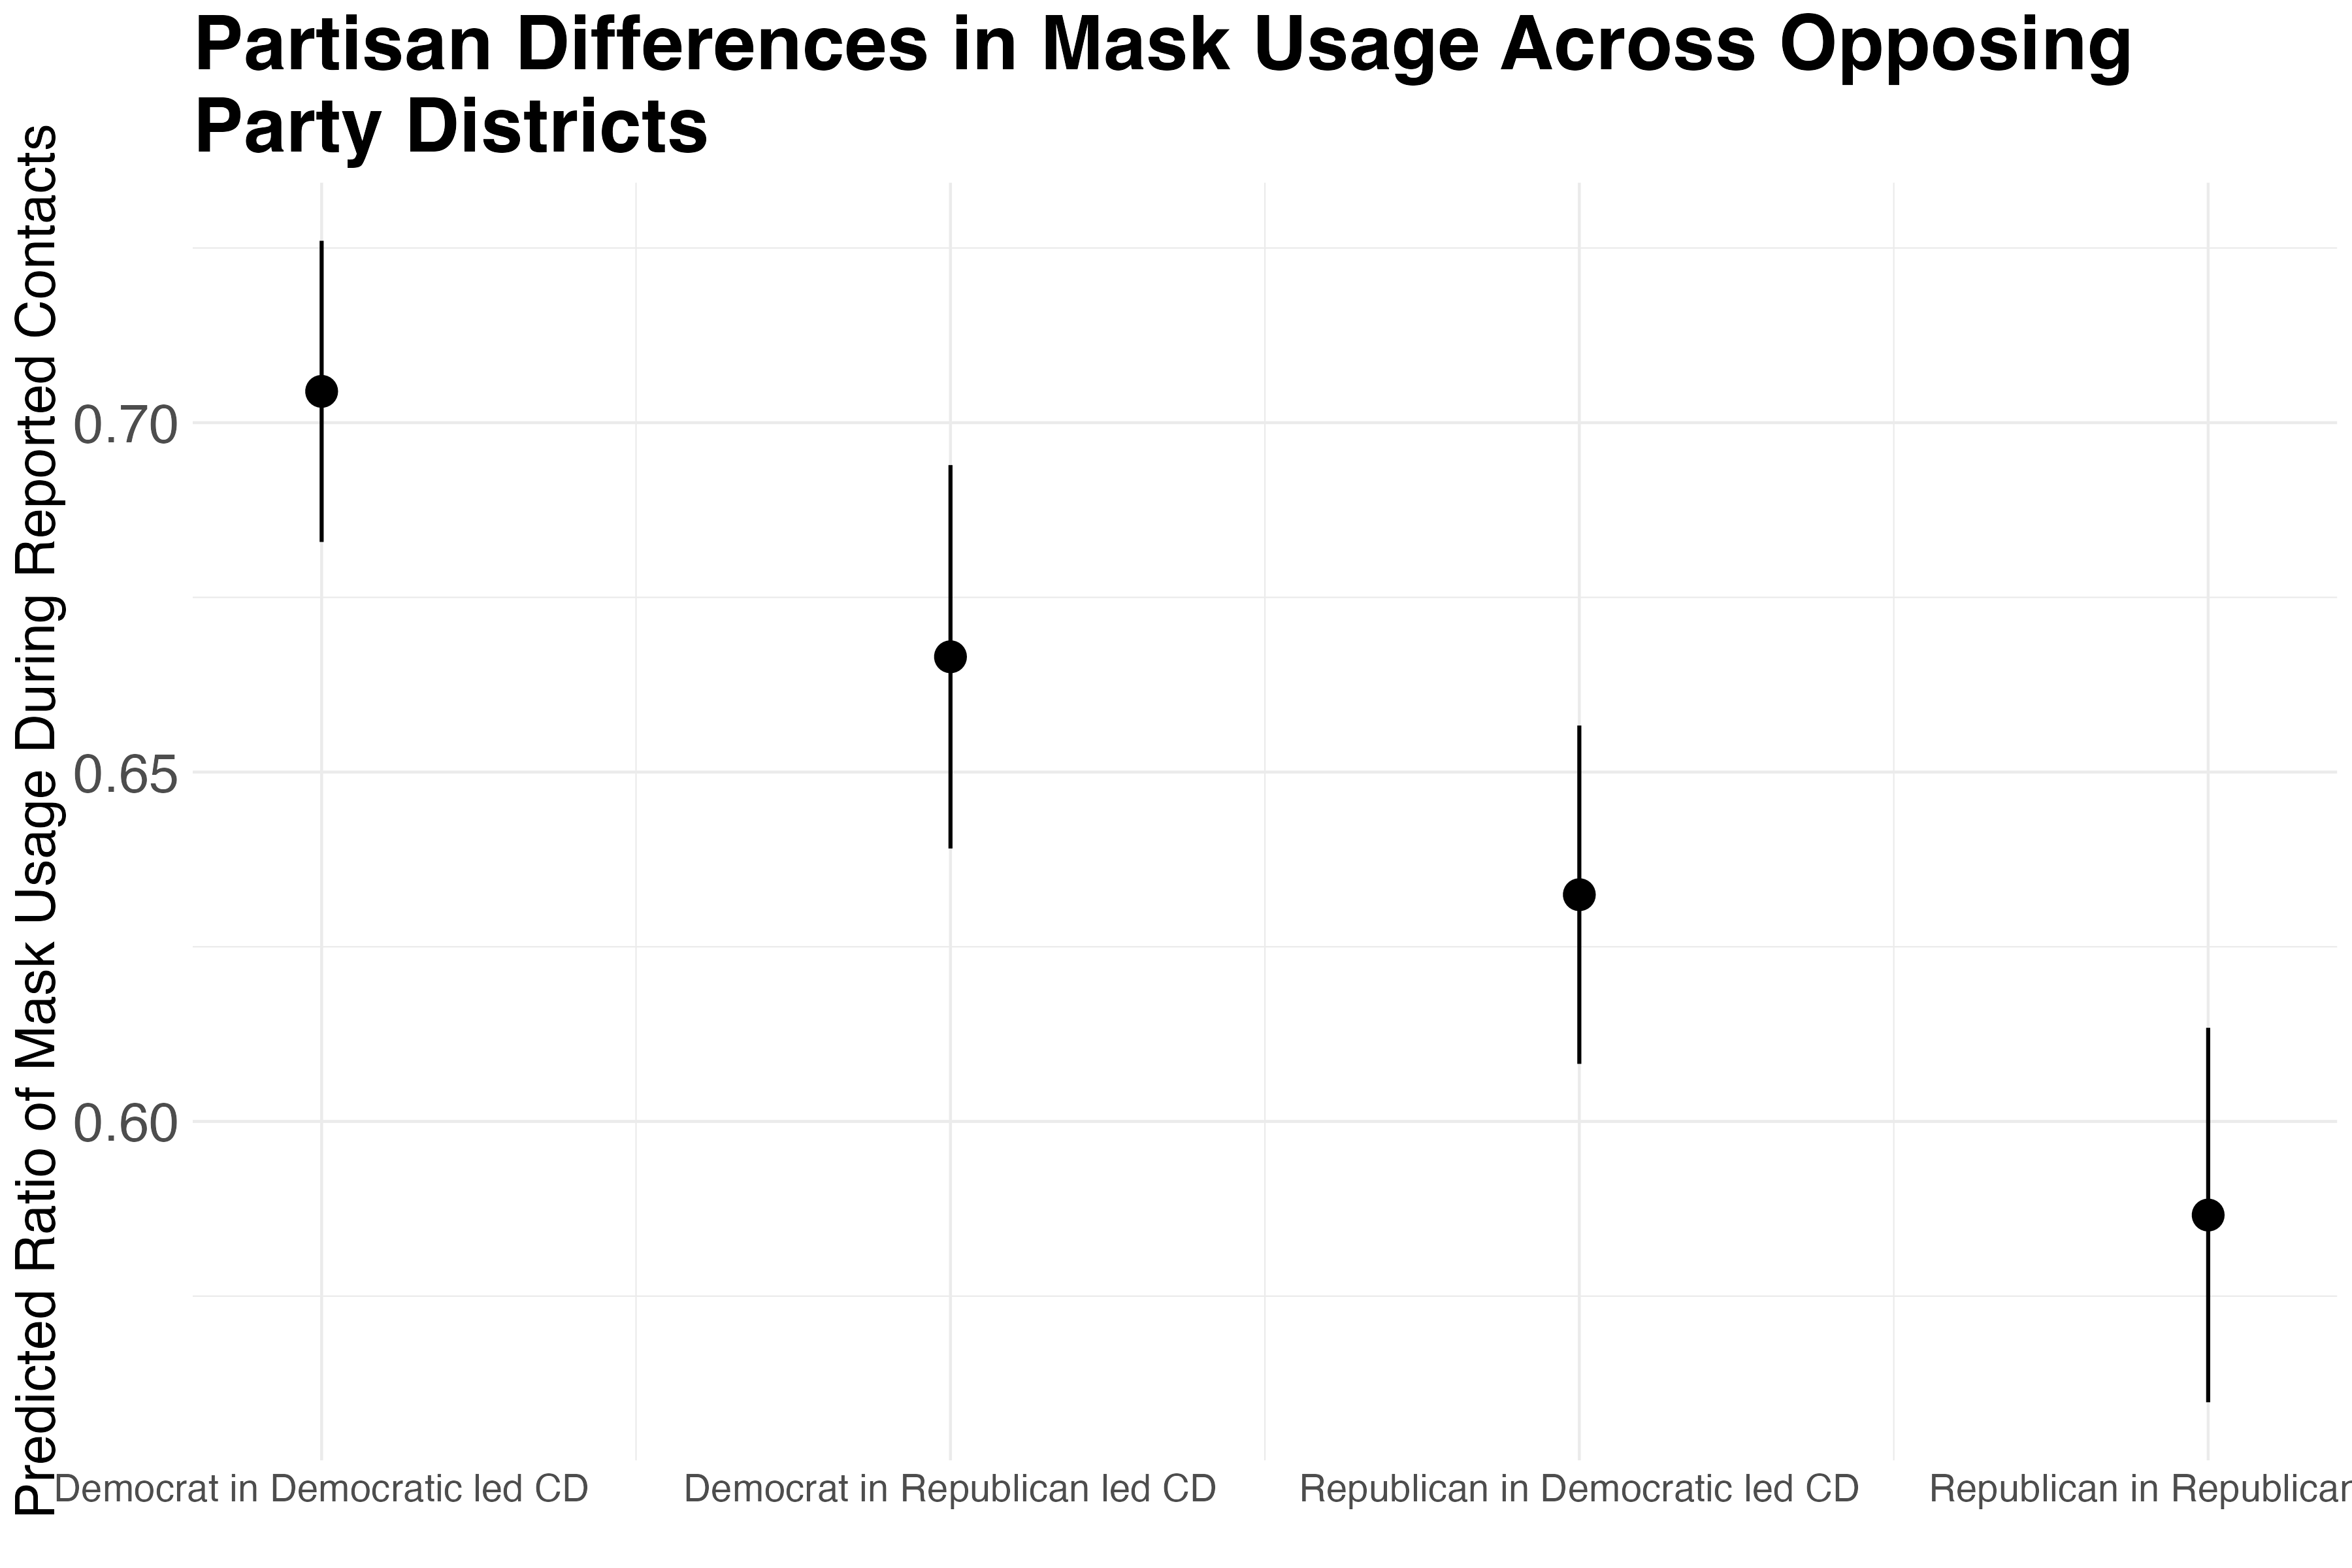 Partisan Differences in Mask Usage Across Opposing
Party Districts
Predicted Ratio of Mask Usage During Reported Contacts
0.70
0.65
0.60
Democrat in Democratic led CD
Democrat in Republican led CD
Republican in Democratic led CD
Republican in Republican